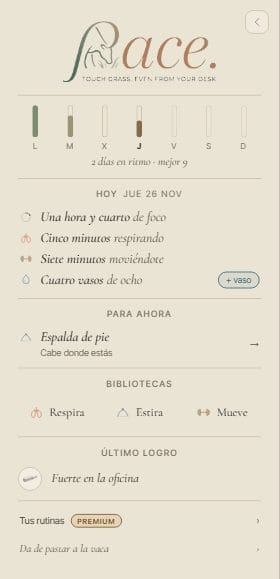 Race.
TOUCH GRASS. EVEN FROM YOUR DESK
L M X J V S D
2 días en ritmo · mejor 9
HOY JUE 26 NOV
Una hora y cuarto de foco
Cinco minutos respirando
Siete minutos moviéndote
Cuatro vasos de ocho
+ vaso
PARA AHORA
Espalda de pie
→
Cabe donde estás
BIBLIOTECAS
Respira Estira Mueve
ÚLTIMO LOGRO
Fuerte en la oficina
Tus rutinas PREMIUM ›
Da de pastar a la vaca ›